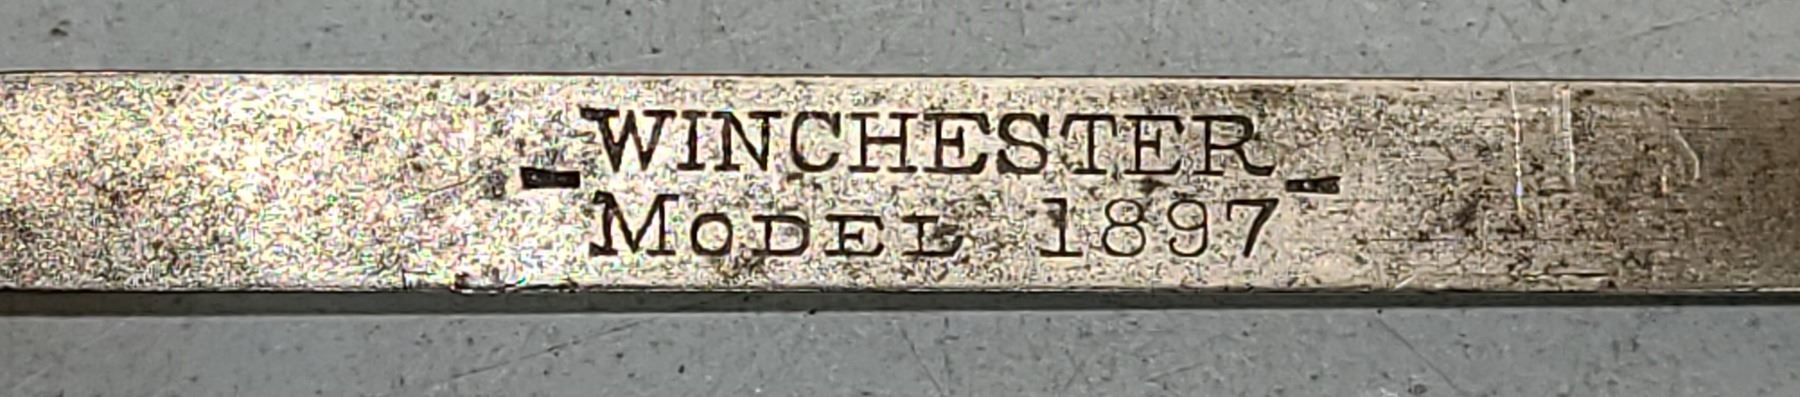 -WINCHESTER-
MODEL 1897